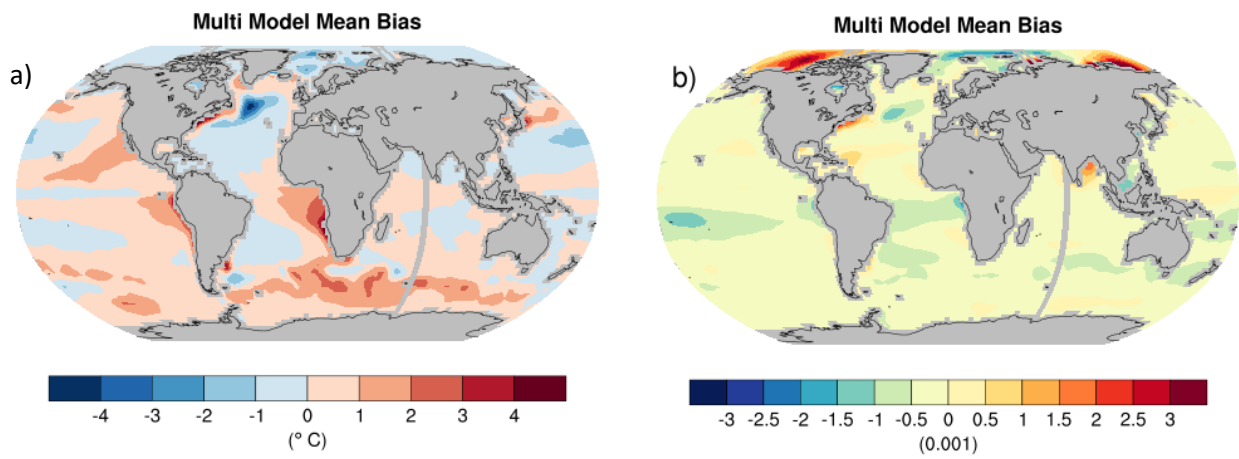 Multi Model Mean Bias
a)
-4 -3 -2 -1 0 1 2 3 4
(° C)
Multi Model Mean Bias
b)
-3 -2.5 -2 -1.5 -1 -0.5 0 0.5 1 1.5 2 2.5 3
(0.001)